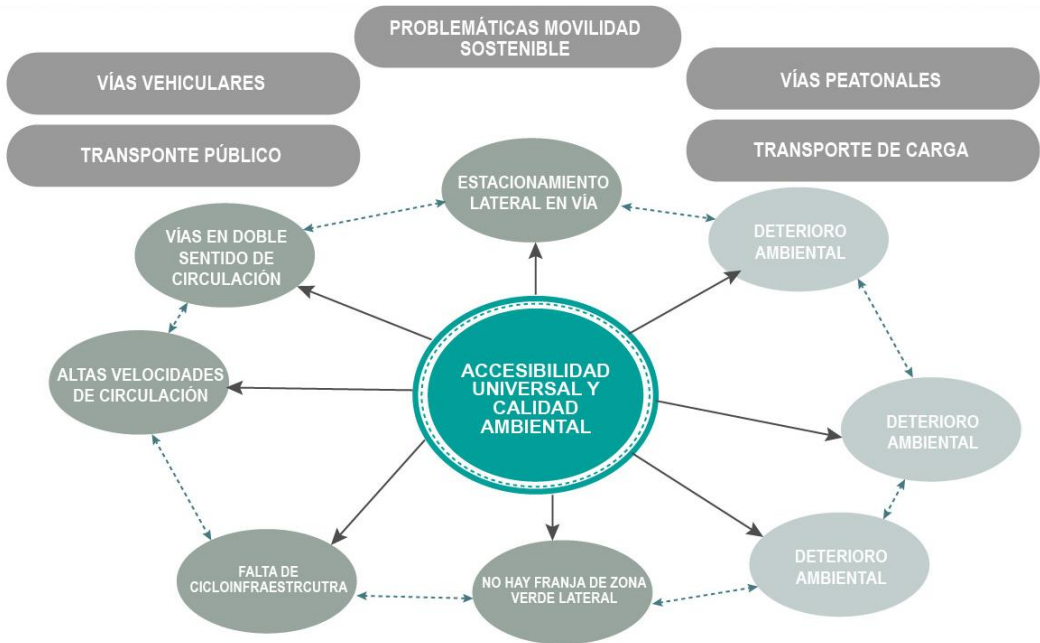 PROBLEMÁTICAS MOVILIDAD
SOSTENIBLE
VÍAS VEHICULARES
VÍAS PEATONALES
TRANSPONTE PÚBLICO
TRANSPORTE DE CARGA
ESTACIONAMIENTO
LATERAL EN VÍA
VÍAS EN DOBLE
SENTIDO DE
CIRCULACIÓN
DETERIORO
AMBIENTAL
ALTAS VELOCIDADES
DE CIRCULACIÓN
ACCESIBILIDAD
UNIVERSAL Y
CALIDAD
AMBIENTAL
DETERIORO
AMBIENTAL
FALTA DE
CICLOINFRAESTRCUTRA
NO HAY FRANJA DE ZONA
VERDE LATERAL
DETERIORO
AMBIENTAL